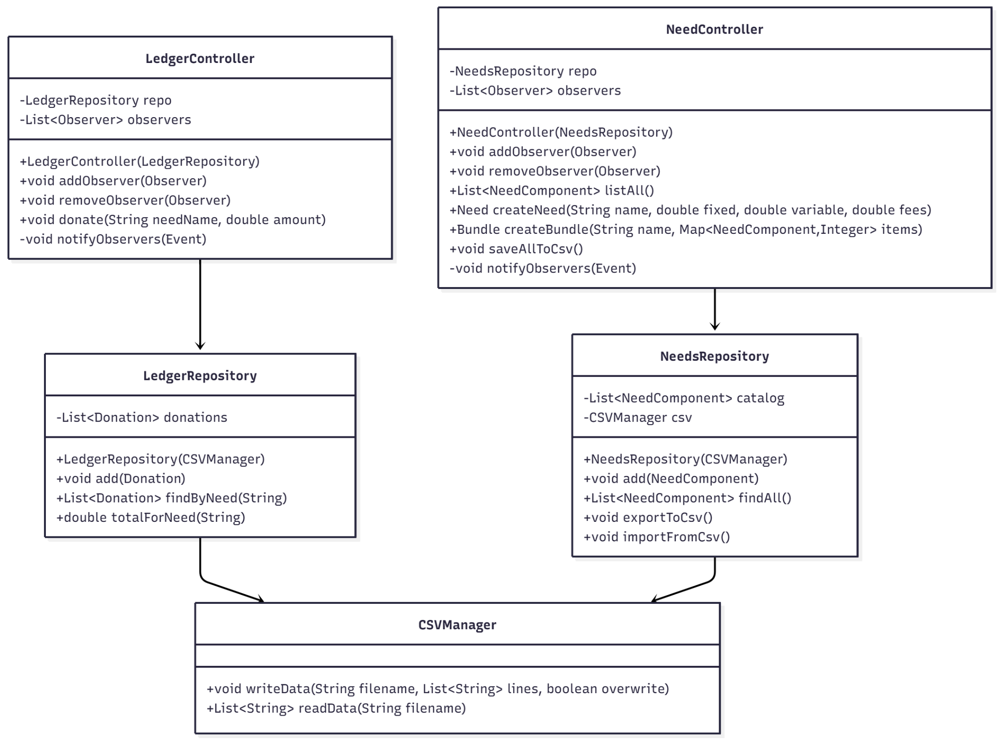 LedgerController
-LedgerRepository repo
-List<Observer> observers
+LedgerController(LedgerRepository)
+void addObserver(Observer)
+void removeObserver(Observer)
+void donate(String needName, double amount)
-void notifyObservers(Event)
NeedController
-NeedsRepository repo
-List<Observer> observers
+NeedController(NeedsRepository)
+void addObserver(Observer)
+void removeObserver(Observer)
+List<NeedComponent> listAll()
+Need createNeed(String name, double fixed, double variable, double fees)
+Bundle createBundle(String name, Map<NeedComponent,Integer> items)
+void saveAllToCsv()
-void notifyObservers(Event)
LedgerRepository
-List<Donation> donations
+LedgerRepository(CSVManager)
+void add(Donation)
+List<Donation> findByNeed(String)
+double totalForNeed(String)
NeedsRepository
-List<NeedComponent> catalog
-CSVManager csv
+NeedsRepository(CSVManager)
+void add(NeedComponent)
+List<NeedComponent> findAll()
+void exportToCsv()
+void importFromCsv()
CSVManager
+void writeData(String filename, List<String> lines, boolean overwrite)
+List<String> readData(String filename)